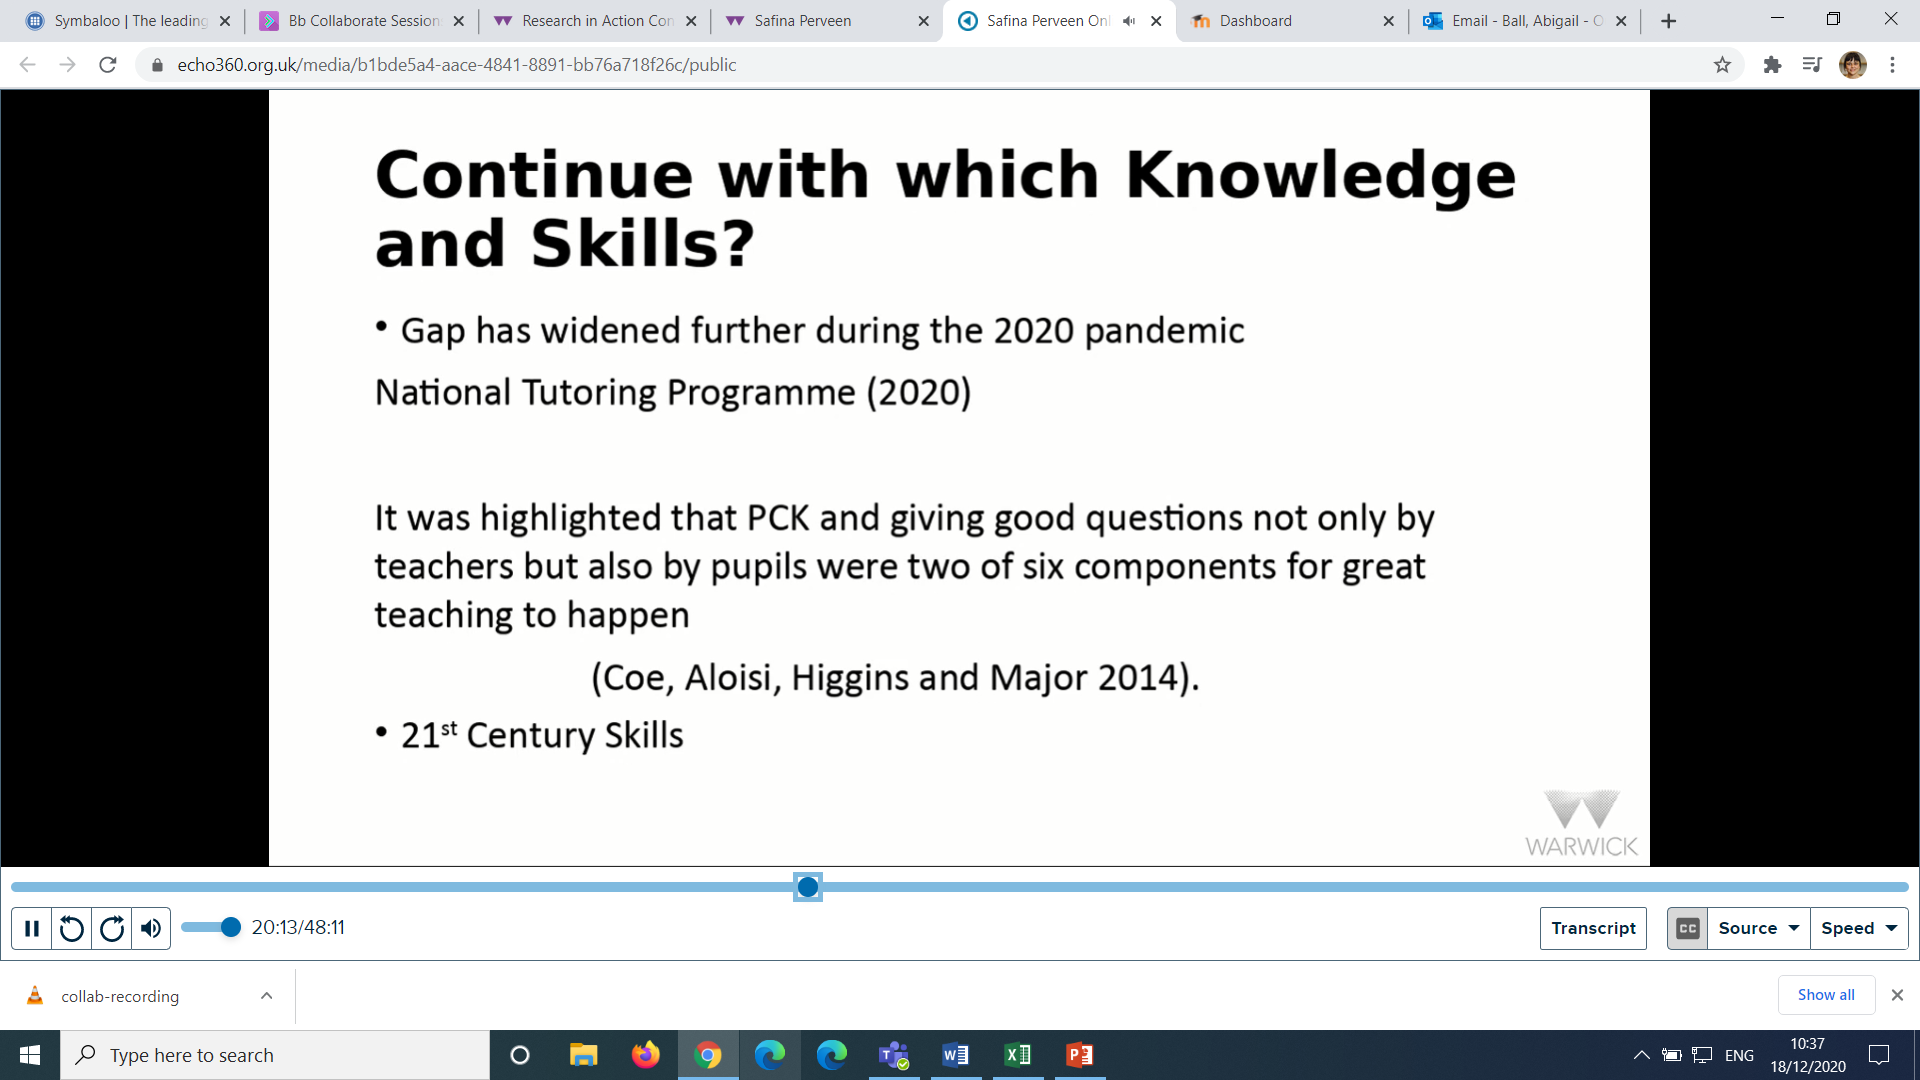 Symbaloo | The leading
Bb Collaborate Session
Research in Action Con
Safina Perveen
Safina Perveen Onl
Dashboard
Email - Ball, Abigail - O
echo360.org.uk/media/b1bde5a4-aace-4841-8891-bb76a718f26c/public
Continue with which Knowledge
and Skills?
• Gap has widened further during the 2020 pandemic
National Tutoring Programme (2020)
It was highlighted that PCK and giving good questions not only by
teachers but also by pupils were two of six components for great
teaching to happen
(Coe, Aloisi, Higgins and Major 2014).
• 21st Century Skills
WARWICK
20:13/48:11
Transcript
CC
Source
Speed
collab-recording
Show all
Type here to search
ENG
10:37
18/12/2020